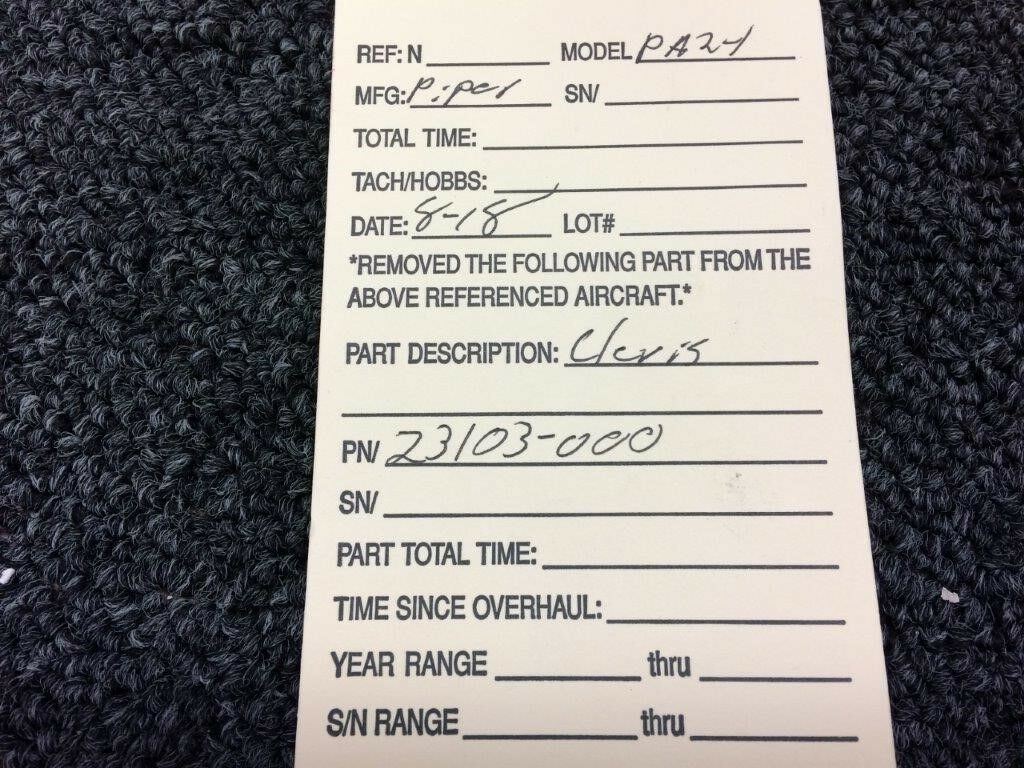 REF: N MODEL PA24
MFG: Piper SN/
TOTAL TIME:
TACH/HOBBS:
DATE: 8-18 LOT#
*REMOVED THE FOLLOWING PART FROM THE
ABOVE REFERENCED AIRCRAFT.*
PART DESCRIPTION: Clevis
PN/ 23103-000
SN/
PART TOTAL TIME:
TIME SINCE OVERHAUL:
YEAR RANGE thru
S/N RANGE thru